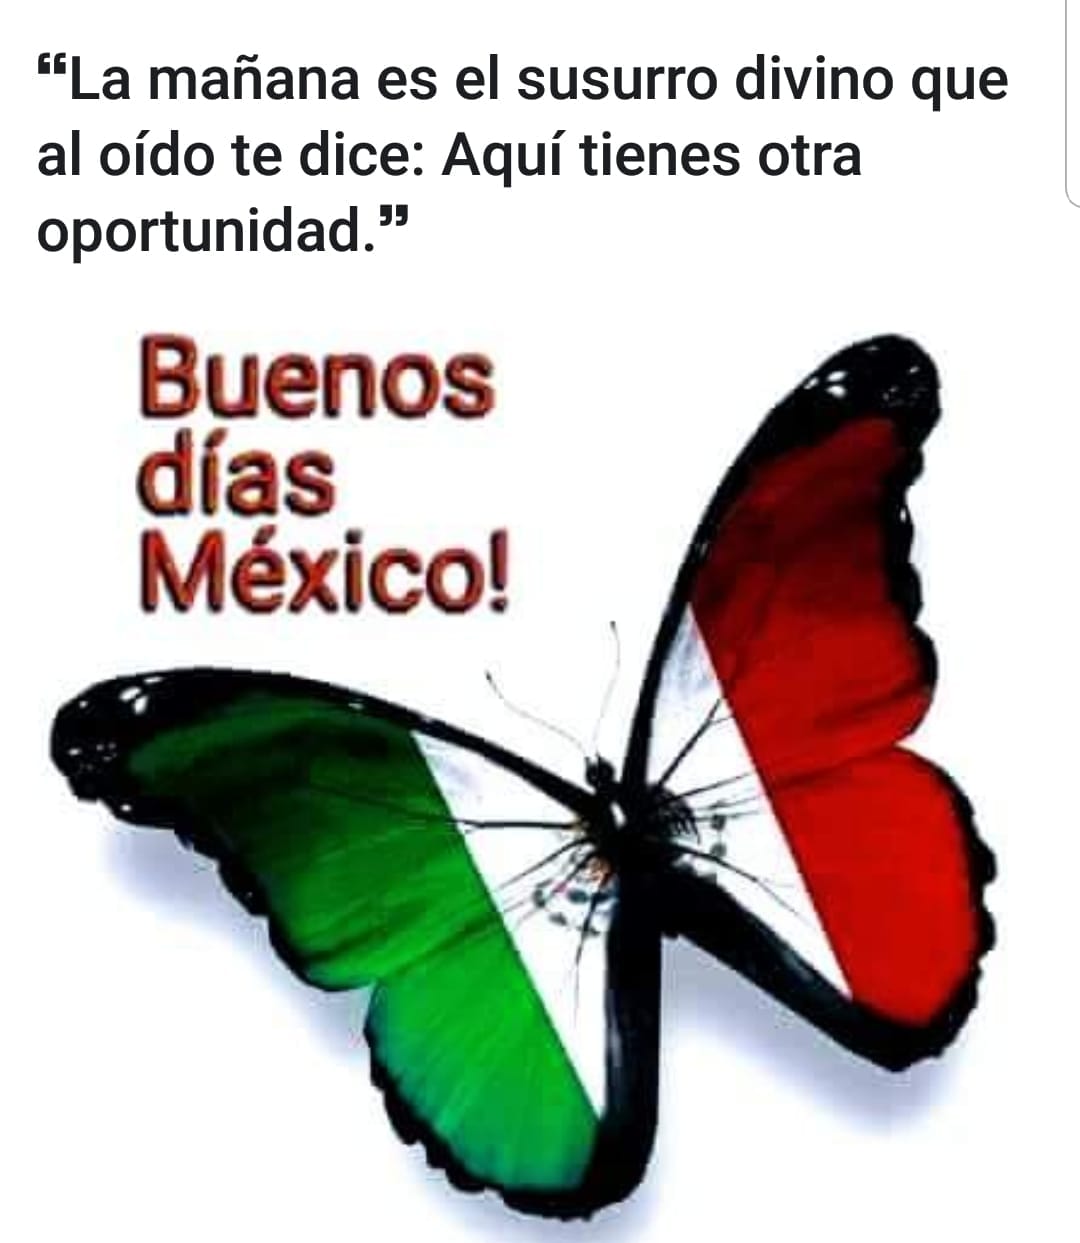 ❝La mañana es el susurro divino que
al oído te dice: Aquí tienes otra
oportunidad.❞
Buenos
días
México!